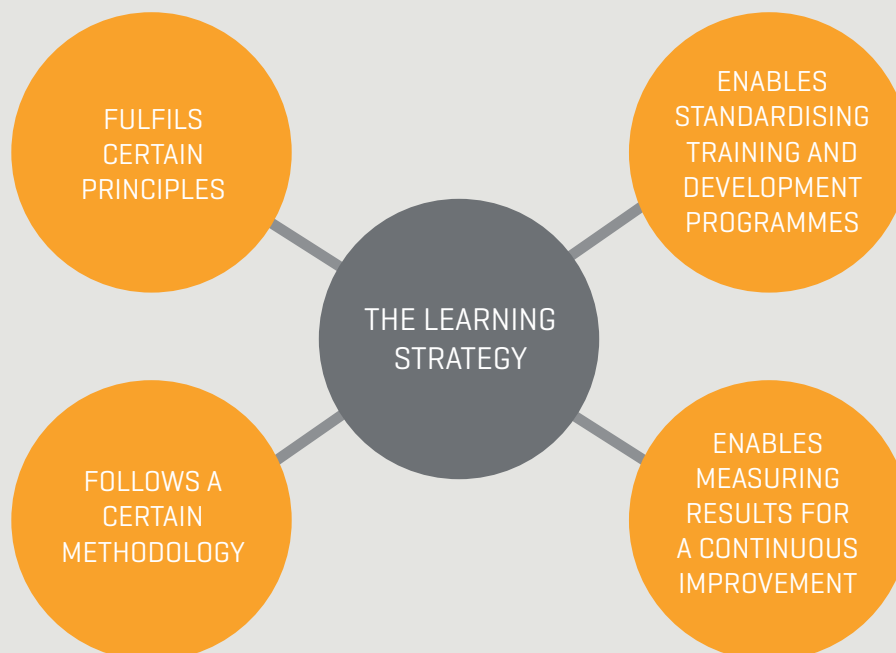 FULFILS
CERTAIN
PRINCIPLES
ENABLES
STANDARDISING
TRAINING AND
DEVELOPMENT
PROGRAMMES
THE LEARNING
STRATEGY
FOLLOWS A
CERTAIN
METHODOLOGY
ENABLES
MEASURING
RESULTS FOR
A CONTINUOUS
IMPROVEMENT